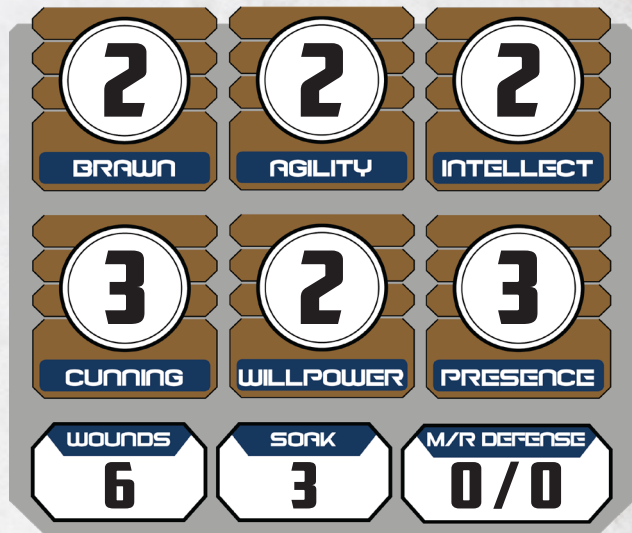 2 2 2
BRAWN AGILITY INTELLECT
3 2 3
CUNNING WILLPOWER PRESENCE
WOUNDS SOAK M/R DEFENSE
6 3 0/0